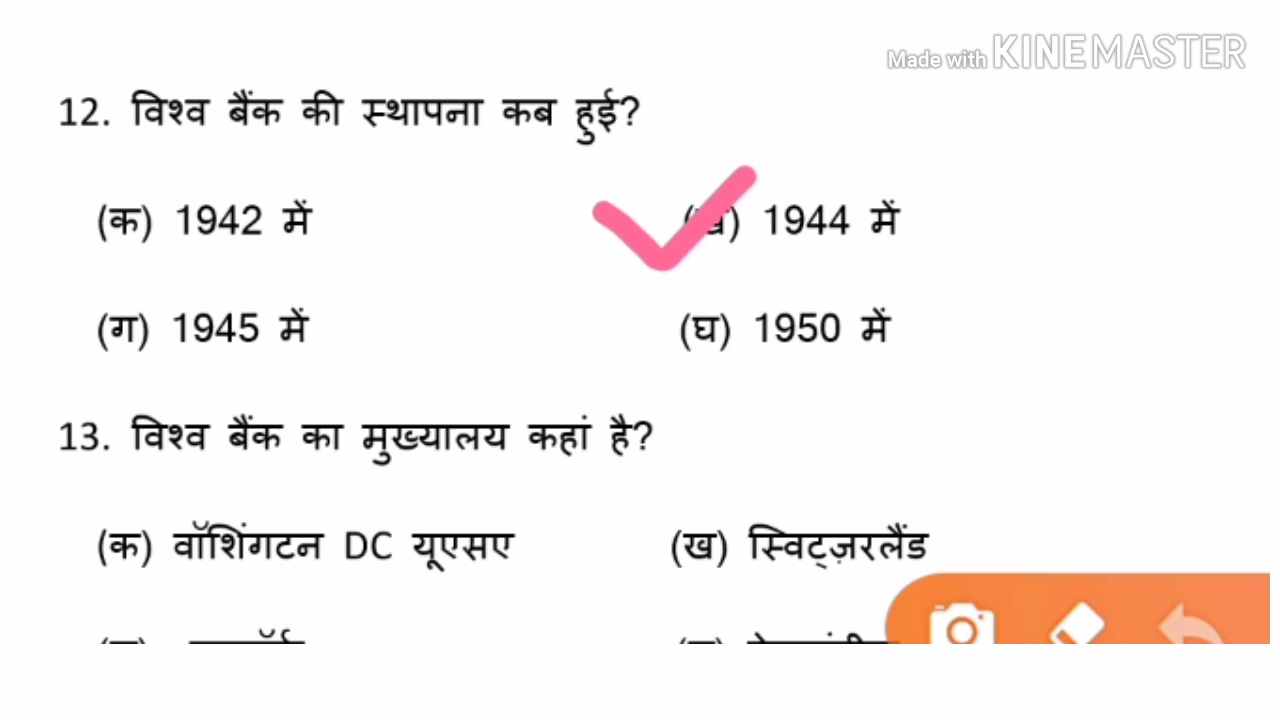 Made with KINEMASTER
12. विश्व बैंक की स्थापना कब हुई?
(क) 1942 में (ख) 1944 में
(ग) 1945 में (घ) 1950 में
13. विश्व बैंक का मुख्यालय कहां है?
(क) वॉशिंगटन DC यूएसए (ख) स्विट्ज़रलैंड